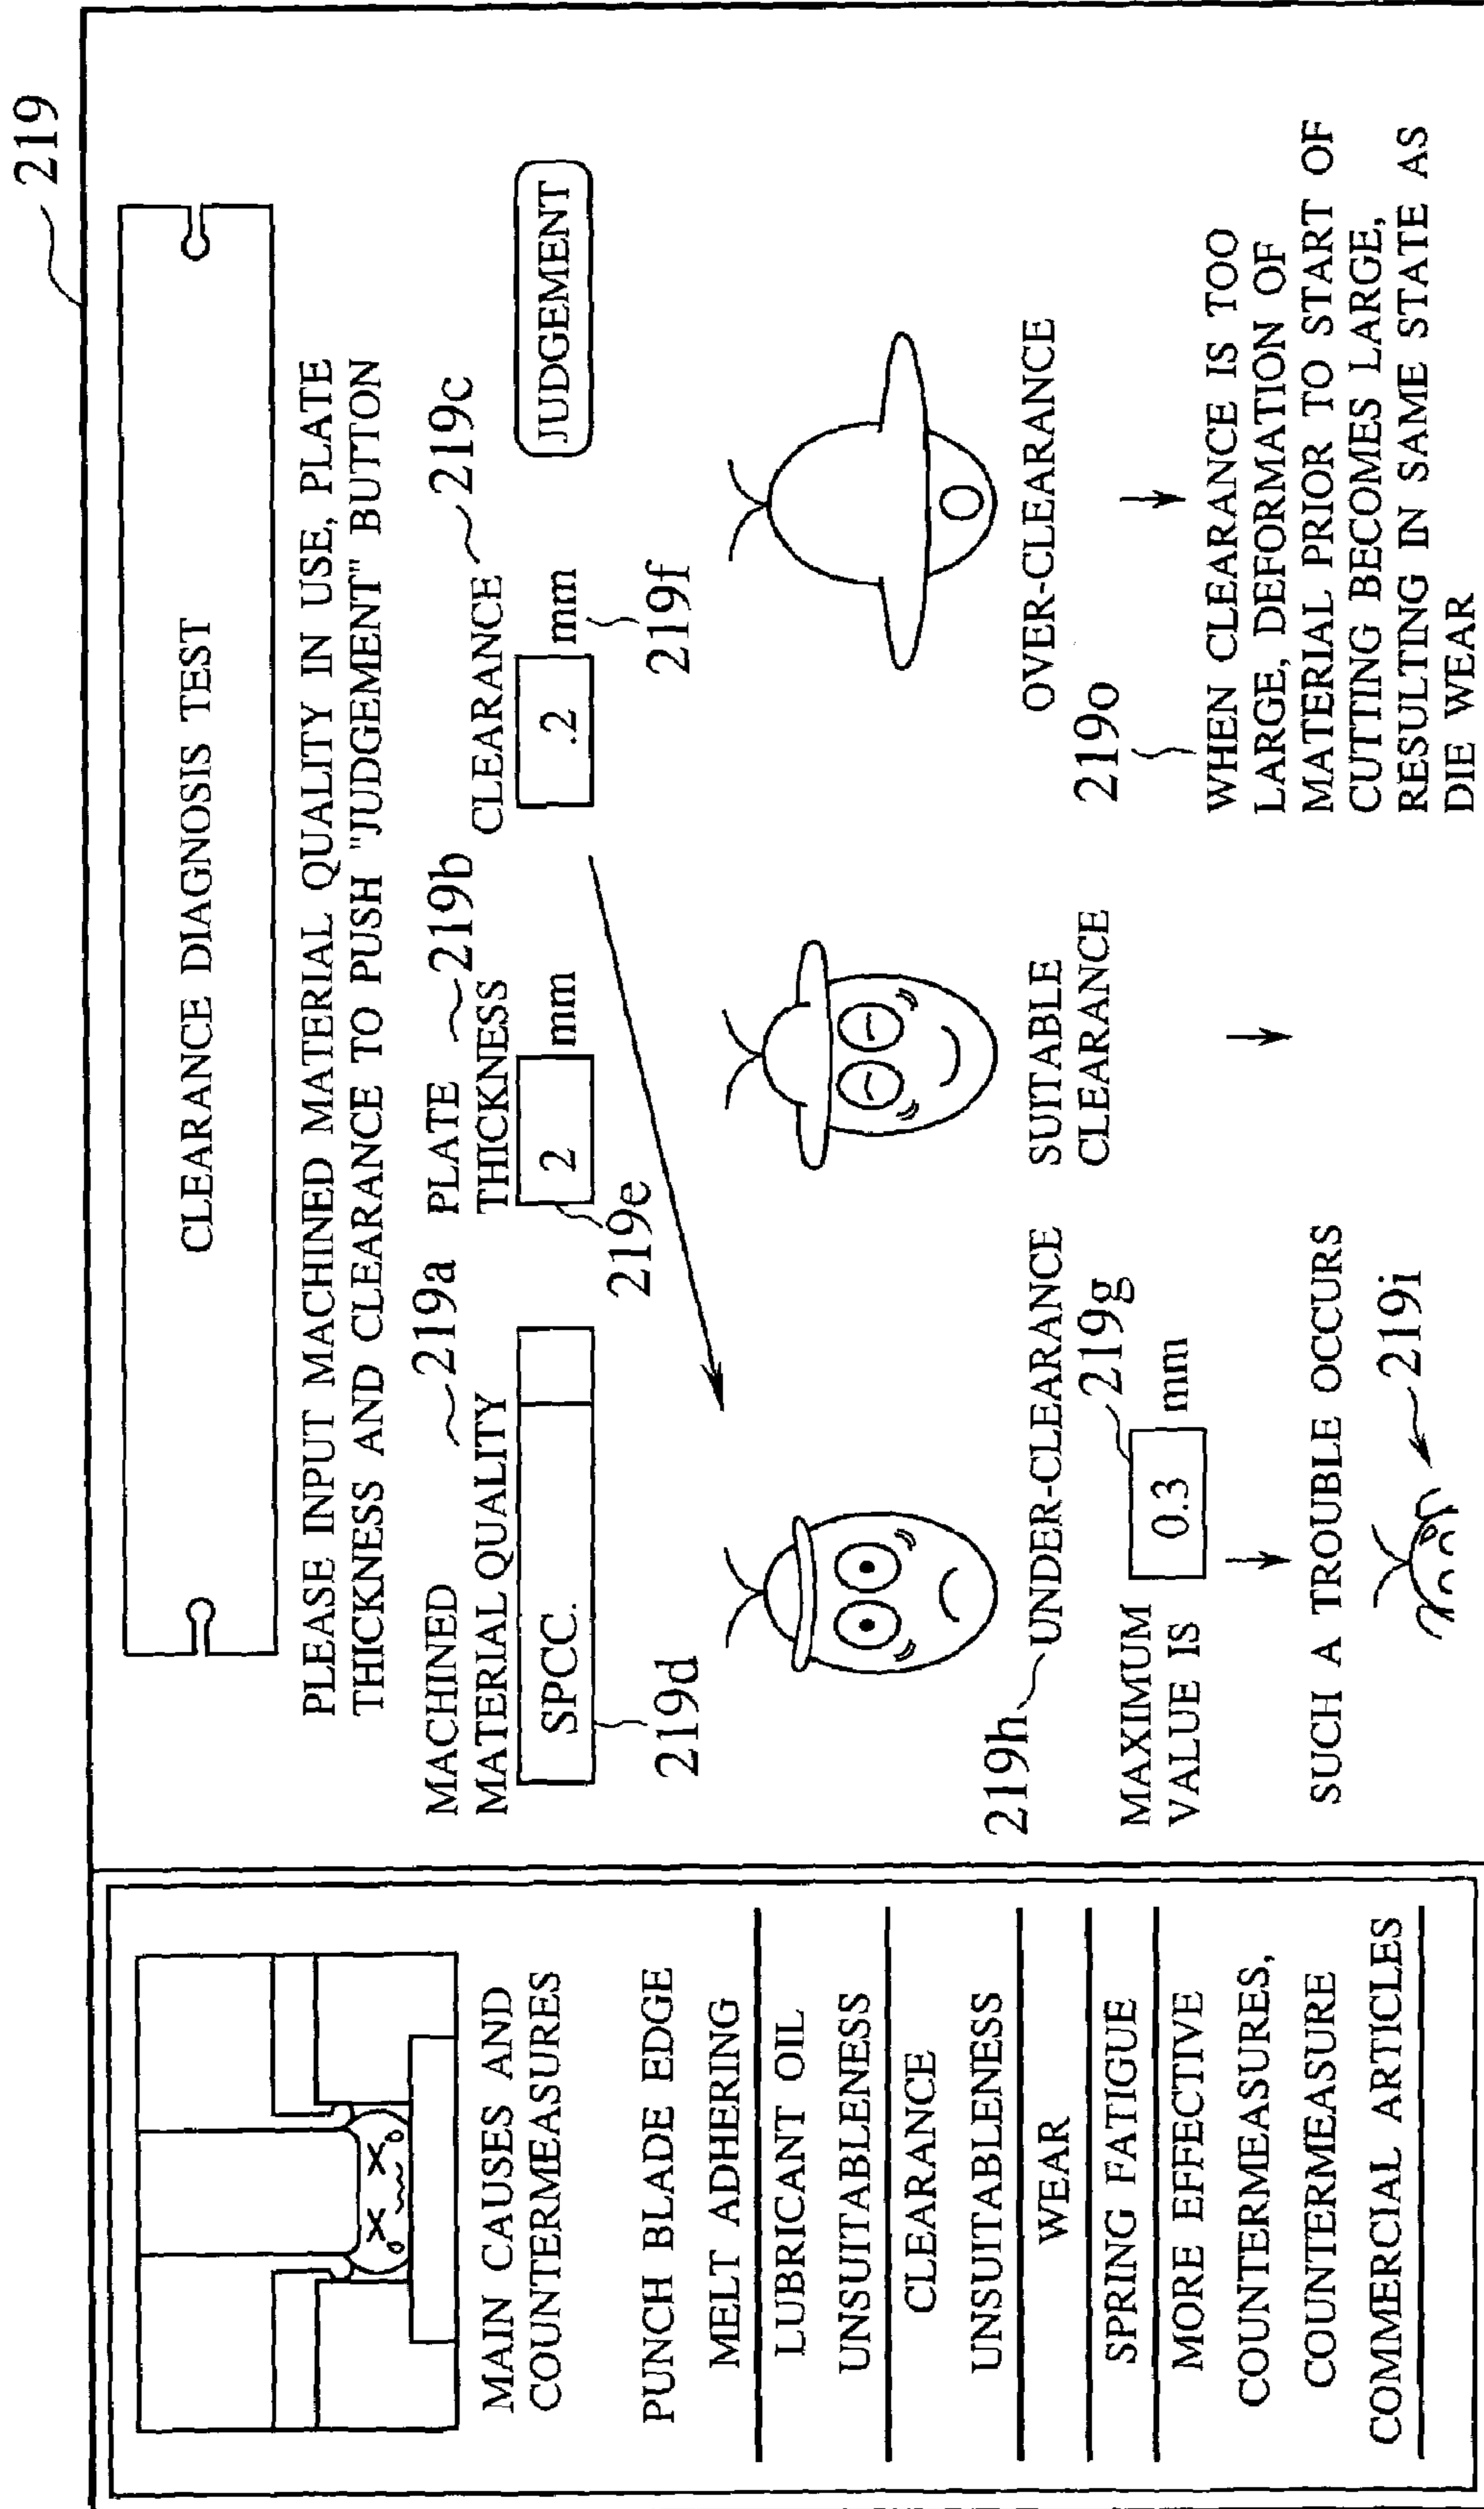 219
MAIN CAUSES AND
COUNTERMEASURES
PUNCH BLADE EDGE
MELT ADHERING
LUBRICANT OIL
UNSUITABLENESS
CLEARANCE
UNSUITABLENESS
WEAR
SPRING FATIGUE
MORE EFFECTIVE
COUNTERMEASURES,
COUNTERMEASURE
COMMERCIAL ARTICLES
CLEARANCE DIAGNOSIS TEST
PLEASE INPUT MACHINED MATERIAL QUALITY IN USE, PLATE
THICKNESS AND CLEARANCE TO PUSH "JUDGEMENT" BUTTON
MACHINED
MATERIAL QUALITY
219a
SPCC.
219d
PLATE
THICKNESS
219b
2 mm
219e
CLEARANCE
219c
.2 mm
219f
JUDGEMENT
219h
UNDER-CLEARANCE
219g
MAXIMUM
VALUE IS
0.3 mm
SUCH A TROUBLE OCCURS
219i
SUITABLE
CLEARANCE
OVER-CLEARANCE
219o
WHEN CLEARANCE IS TOO
LARGE, DEFORMATION OF
MATERIAL PRIOR TO START OF
CUTTING BECOMES LARGE,
RESULTING IN SAME STATE AS
DIE WEAR